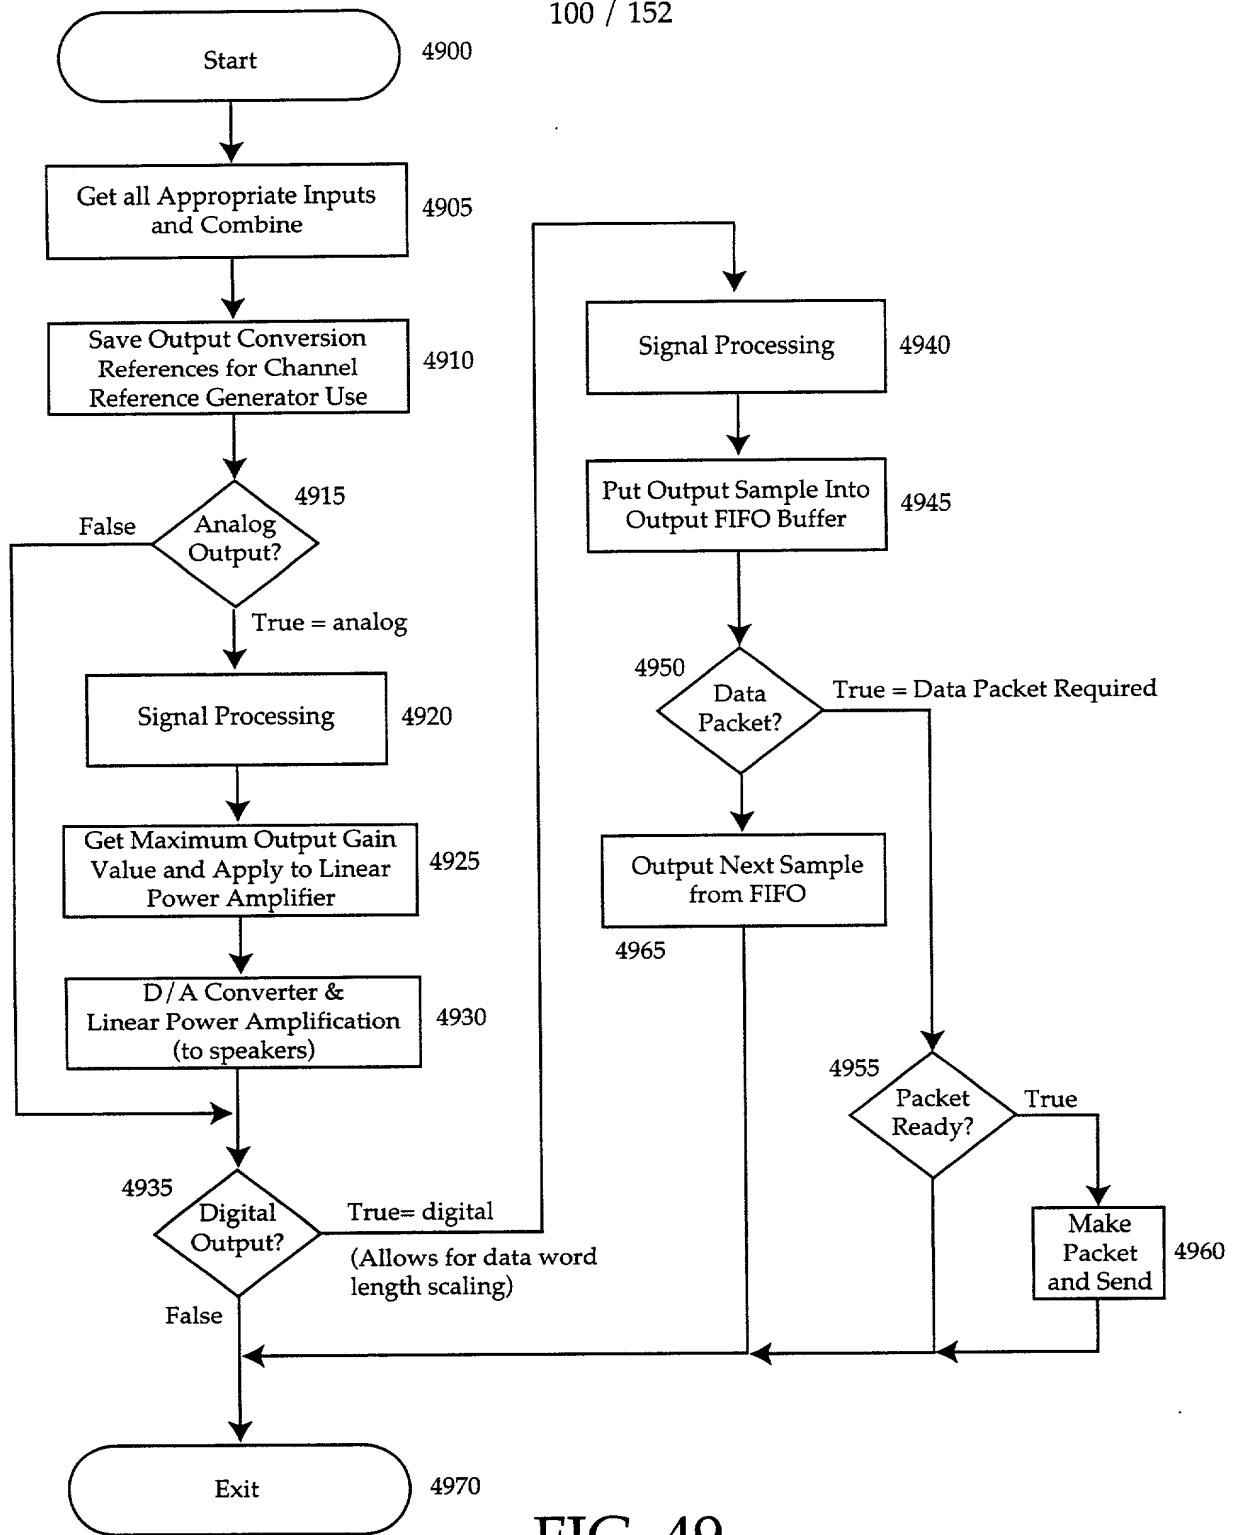 100 / 152
Start
4900
Get all Appropriate Inputs
and Combine
4905
Save Output Conversion
References for Channel
Reference Generator Use
4910
4915
Analog
Output?
False
True = analog
Signal Processing
4920
Get Maximum Output Gain
Value and Apply to Linear
Power Amplifier
4925
D/A Converter &
Linear Power Amplification
(to speakers)
4930
4935
Digital
Output?
True= digital
(Allows for data word
length scaling)
False
Signal Processing
4940
Put Output Sample Into
Output FIFO Buffer
4945
4950
Data
Packet?
True = Data Packet Required
Output Next Sample
from FIFO
4965
4955
Packet
Ready?
True
Make
Packet
and Send
4960
Exit
4970
FIG. 49